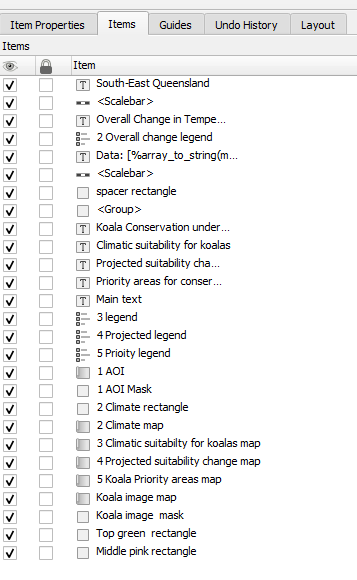 Item Properties Items Guides Undo History Layout
Items
Item
South-East Queensland
<Scalebar>
Overall Change in Tempe...
2 Overall change legend
Data: [%array_to_string(m...
<Scalebar>
spacer rectangle
<Group>
Koala Conservation under...
Climatic suitability for koalas
Projected suitability cha...
Priority areas for conser...
Main text
3 legend
4 Projected legend
5 Prioity legend
1 AOI
1 AOI Mask
2 Climate rectangle
2 Climate map
3 Climatic suitabilty for koalas map
4 Projected suitability change map
5 Koala Priority areas map
Koala image map
Koala image  mask
Top green  rectangle
Middle pink rectangle